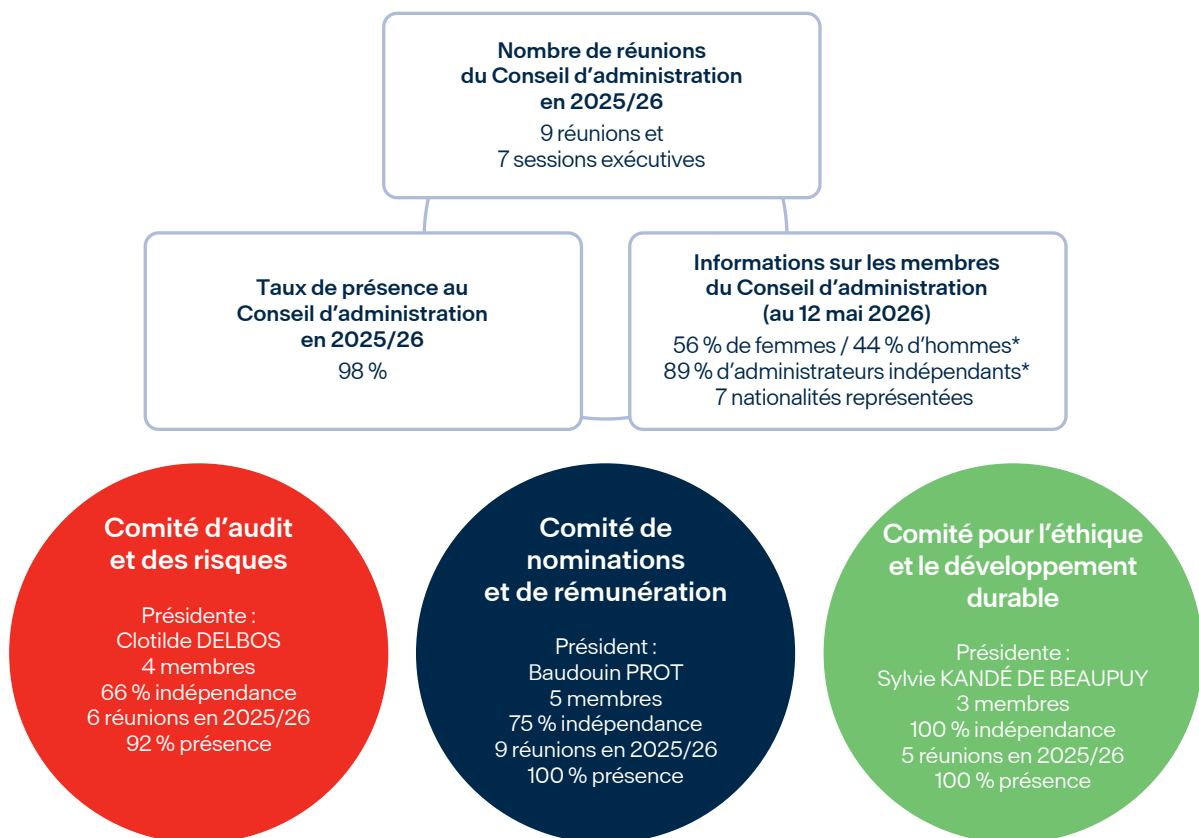 Nombre de réunions
du Conseil d’administration
en 2025/26
9 réunions et
7 sessions exécutives
Taux de présence au
Conseil d’administration
en 2025/26
98 %
Informations sur les membres
du Conseil d’administration
(au 12 mai 2026)
56 % de femmes / 44 % d’hommes*
89 % d’administrateurs indépendants*
7 nationalités représentées
Comité d’audit
et des risques
Présidente :
Clotilde DELBOS
4 membres
66 % indépendance
6 réunions en 2025/26
92 % présence
Comité de
nominations
et de rémunération
Président :
Baudouin PROT
5 membres
75 % indépendance
9 réunions en 2025/26
100 % présence
Comité pour l’éthique
et le développement
durable
Présidente :
Sylvie KANDÉ DE BEAUPUY
3 membres
100 % indépendance
5 réunions en 2025/26
100 % présence